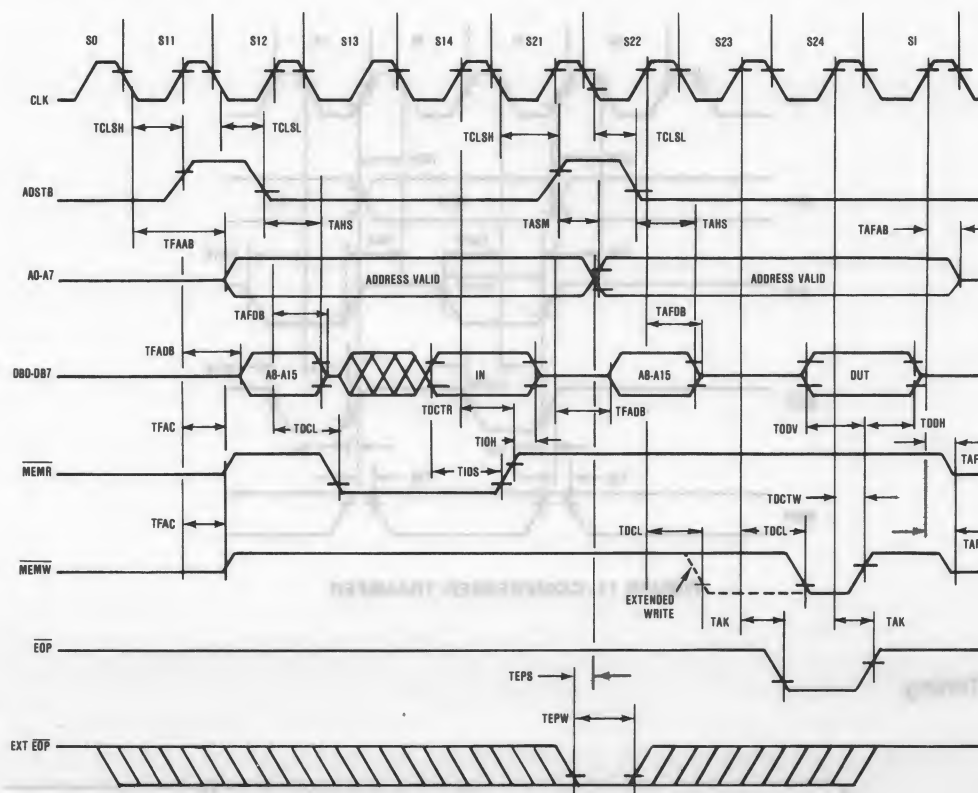 S0 S11 S12 S13 S14 S21 S22 S23 S24 SI
CLK
TCLSH TCLSL TCLSH TCLSL
ADSTB
TFAAB TAHS TASM TAHS TAFAB
A0-A7 ADDRESS VALID ADDRESS VALID
TAFDB TAFDB
TFADB
DB0-DB7 A8-A15 IN A8-A15 OUT
TDCTR TFADB
TFAC TDCL TIOH TODV TODH
MEMR TIDS
TDCTW
TFAC TDCL TDCL
MEMW
EXTENDED
WRITE
TAK TAK
EOP
TEPS
TEPW
EXT EOP